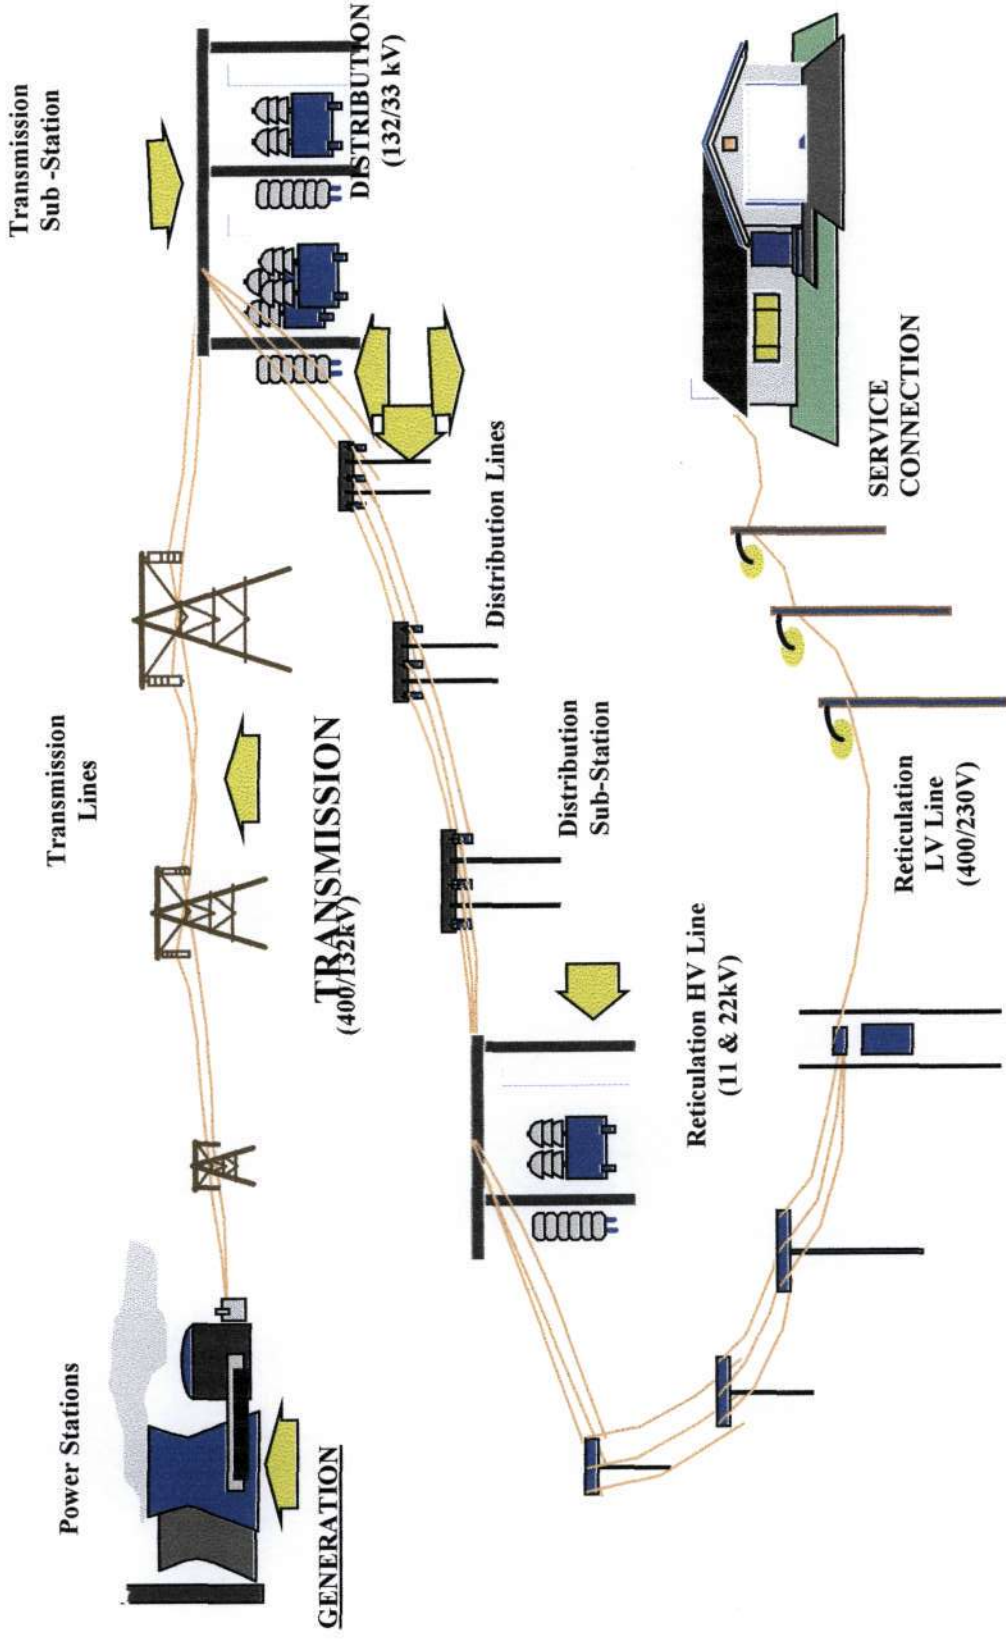 Power Stations
GENERATION
Transmission
Lines
TRANSMISSION
(400/132kV)
Transmission
Sub -Station
DISTRIBUTION
(132/33 kV)
Distribution Lines
Distribution
Sub-Station
Reticulation HV Line
(11 & 22kV)
Reticulation
LV Line
(400/230V)
SERVICE
CONNECTION